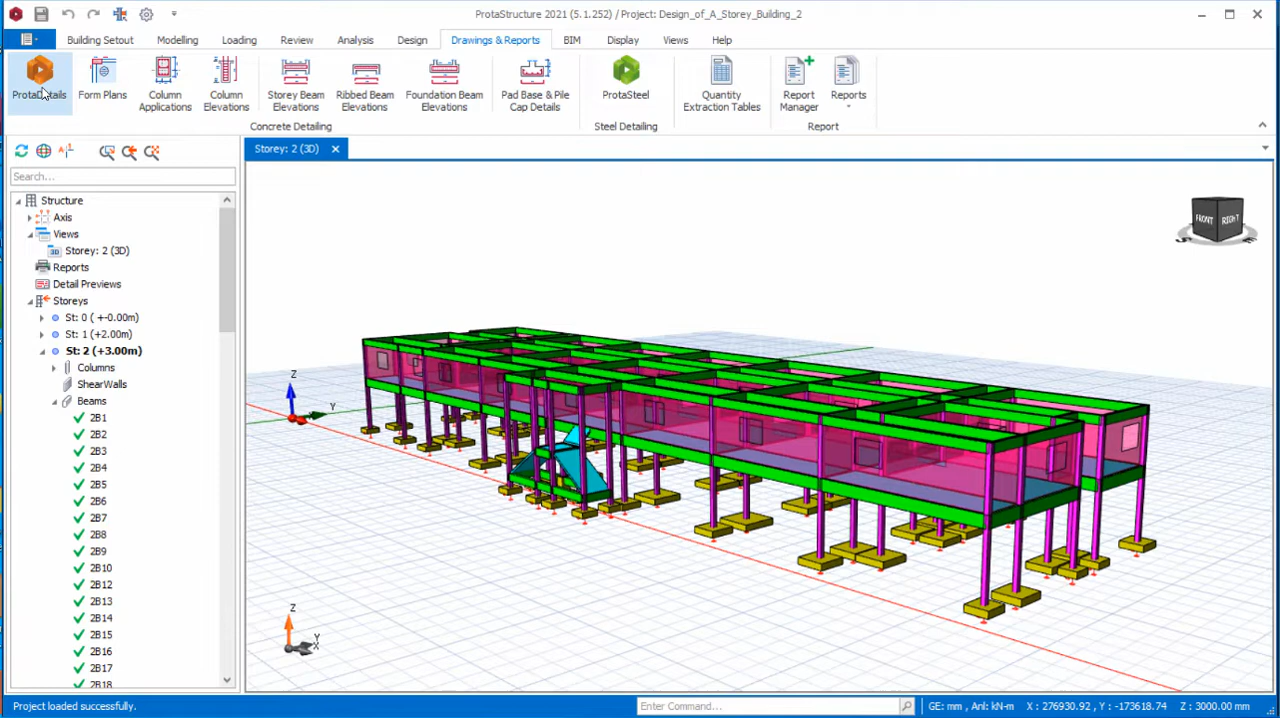 ProtaStructure 2021 (5.1.252) / Project: Design_of_A_Storey_Building_2
Building Setout Modelling Loading Review Analysis Design Drawings & Reports BIM Display Views Help
ProtaDetails
Form Plans
Column Applications
Column Elevations
Storey Beam Elevations
Ribbed Beam Elevations
Foundation Beam Elevations
Pad Base & Pile Cap Details
ProtaSteel
Quantity Extraction Tables
Report Manager
Reports
Concrete Detailing
Steel Detailing
Report
Search...
Structure
Axis
Views
3D Storey: 2 (3D)
Reports
Detail Previews
Storeys
St: 0 ( +-0.00m)
St: 1 (+2.00m)
St: 2 (+3.00m)
Columns
ShearWalls
Beams
2B1
2B2
2B3
2B4
2B5
2B6
2B7
2B8
2B9
2B10
2B12
2B13
2B14
2B15
2B16
2B17
2B18
Storey: 2 (3D)
FRONT RIGHT
S E
Z
Y
Z
Y
X
Project loaded successfully.
Enter Command...
GE: mm , Anl: kN-m
X : 276930.92 , Y : -173618.74
Z : 3000.00 mm